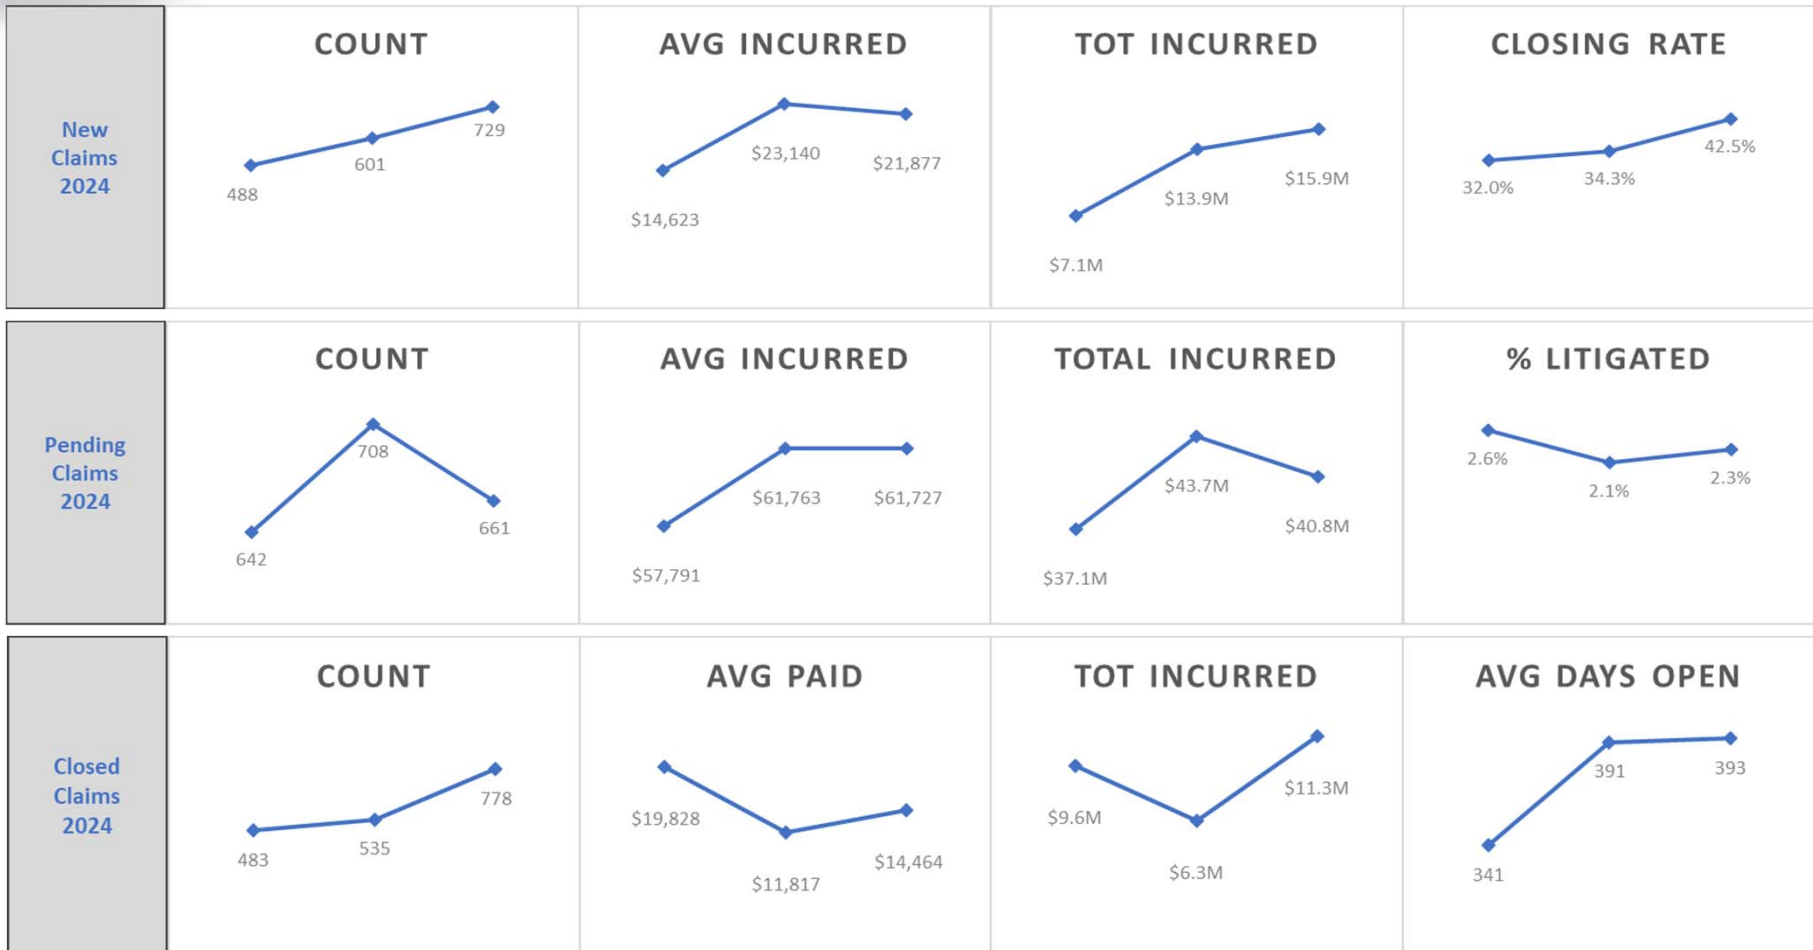 New
Claims
2024
COUNT
488
601
729
AVG INCURRED
$14,623
$23,140
$21,877
TOT INCURRED
$7.1M
$13.9M
$15.9M
CLOSING RATE
32.0%
34.3%
42.5%
Pending
Claims
2024
COUNT
642
708
661
AVG INCURRED
$57,791
$61,763
$61,727
TOTAL INCURRED
$37.1M
$43.7M
$40.8M
% LITIGATED
2.6%
2.1%
2.3%
Closed
Claims
2024
COUNT
483
535
778
AVG PAID
$19,828
$11,817
$14,464
TOT INCURRED
$9.6M
$6.3M
$11.3M
AVG DAYS OPEN
341
391
393